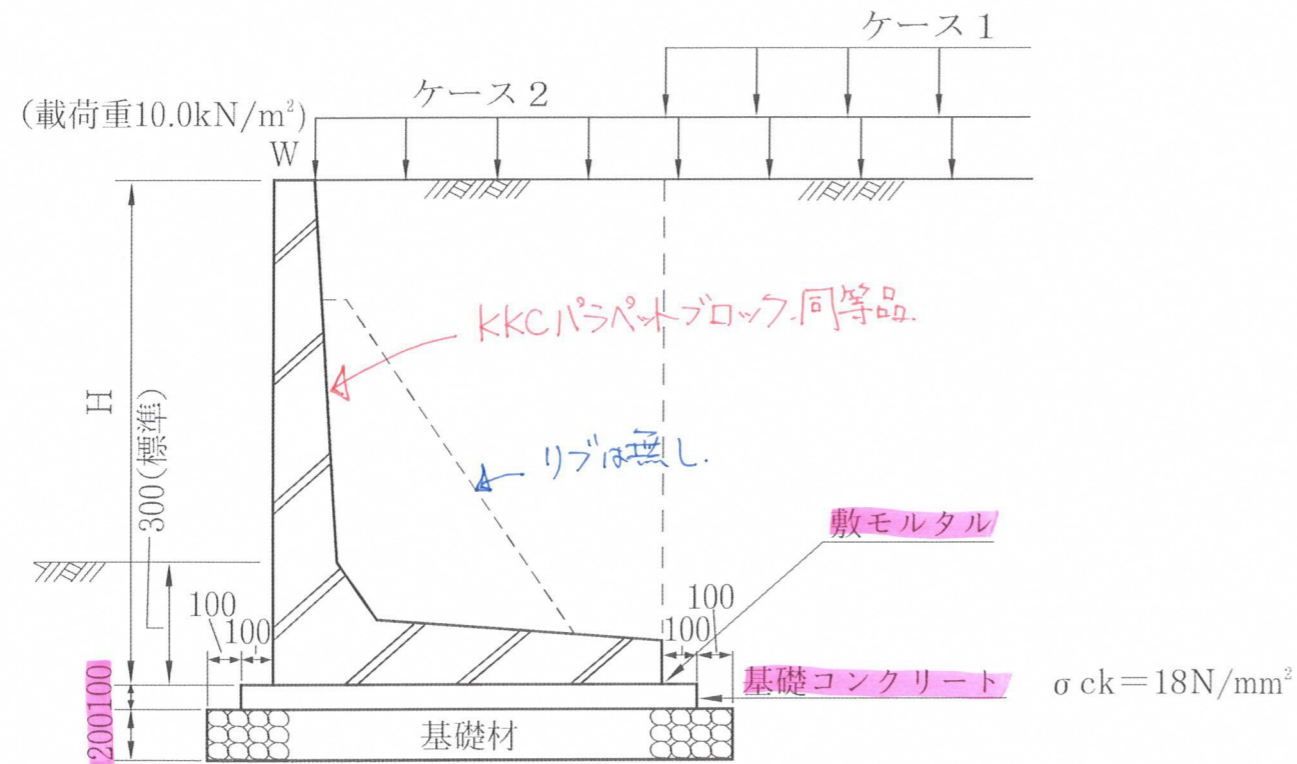 ケース1
ケース2
(載荷重10.0kN/m²)
W
KKCパラペットブロック同等品.
H
300(標準)
リブは無し.
敷モルタル
100
100
100
100
基礎コンクリート
σck=18N/mm²
100
200
基礎材